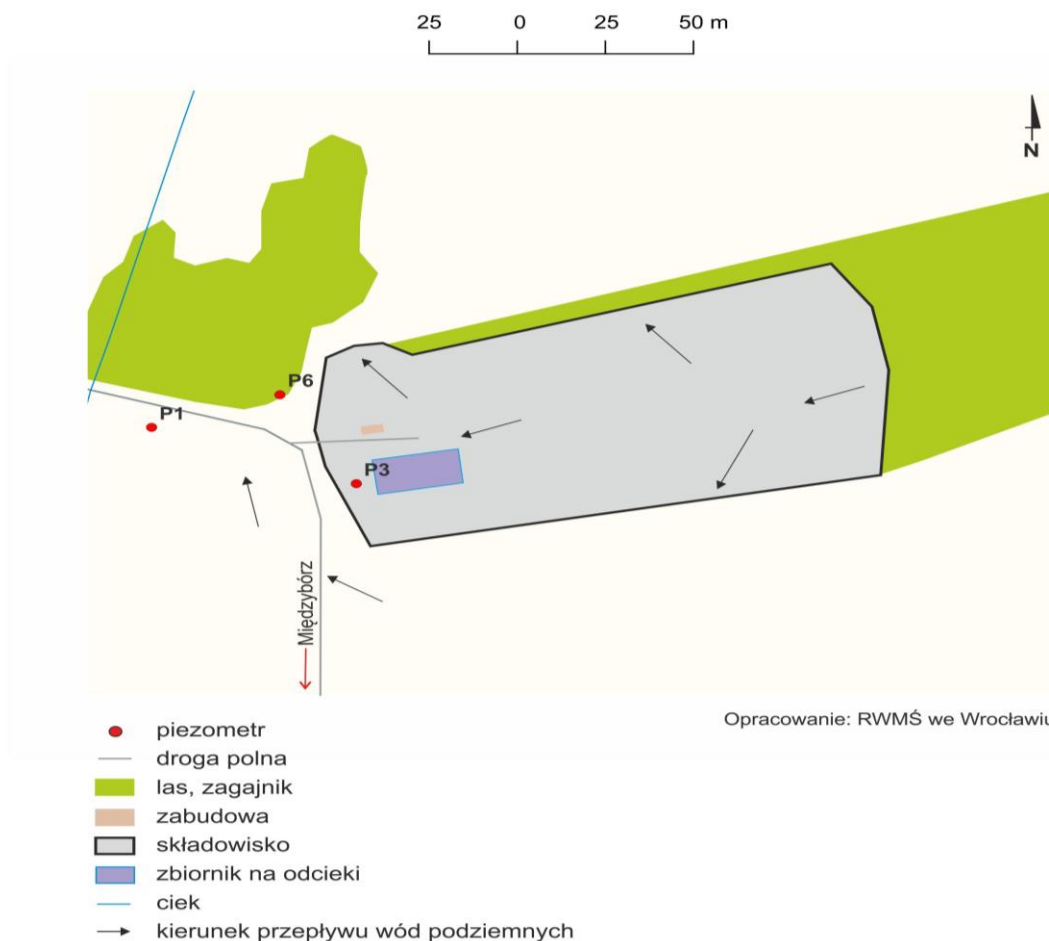 25 0 25 50 m
N
P6
P1
P3
Międzybórz
Opracowanie: RWMŚ we Wrocławiu
piezometr
droga polna
las, zagajnik
zabudowa
składowisko
zbiornik na odcieki
ciek
kierunek przepływu wód podziemnych